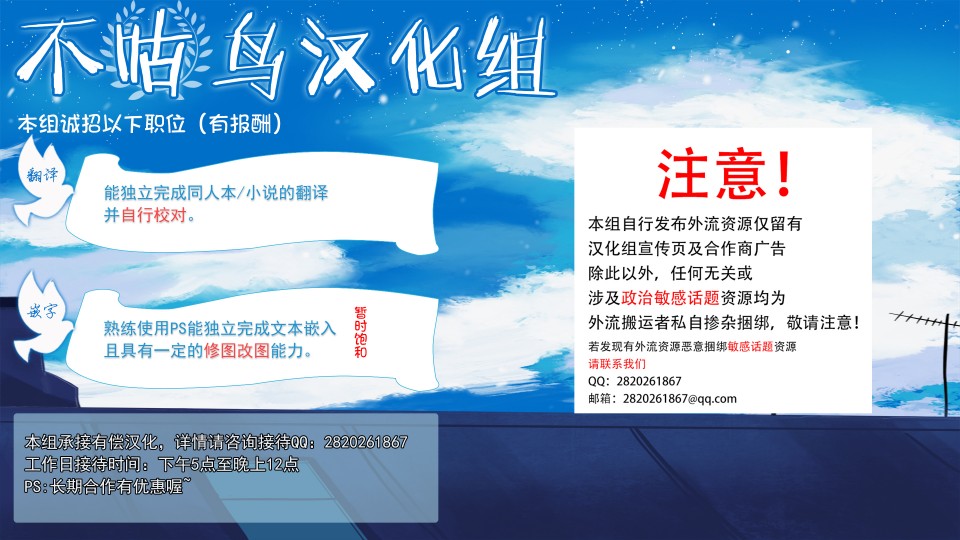 不咕鸟汉化组
本组诚招以下职位（有报酬）
翻译
能独立完成同人本/小说的翻译
并自行校对。
嵌字
熟练使用PS能独立完成文本嵌入
且具有一定的修图改图能力。
暂时饱和
本组承接有偿汉化，详情请咨询接待QQ：2820261867
工作日接待时间：下午5点至晚上12点
PS:长期合作有优惠喔~
注意！
本组自行发布外流资源仅留有
汉化组宣传页及合作商广告
除此以外，任何无关或
涉及政治敏感话题资源均为
外流搬运者私自掺杂捆绑，敬请注意！
若发现有外流资源恶意捆绑敏感话题资源
请联系我们
QQ：2820261867
邮箱：2820261867@qq.com